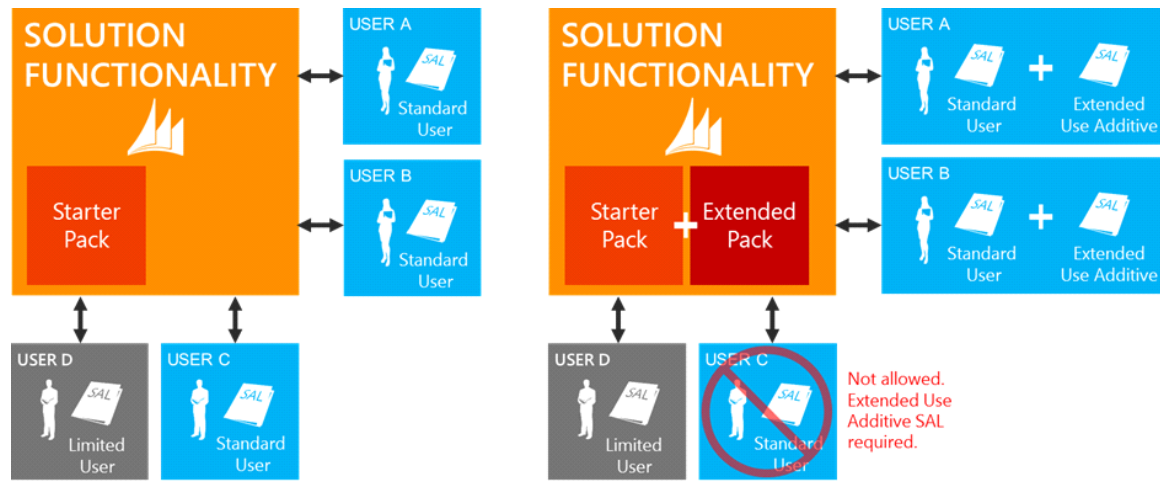 SOLUTION
FUNCTIONALITY
Starter
Pack
USER A
SAL
Standard
User
USER B
SAL
Standard
User
USER D
SAL
Limited
User
USER C
SAL
Standard
User
SOLUTION
FUNCTIONALITY
Starter
Pack
+
Extended
Pack
USER A
SAL
Standard
User
+
SAL
Extended
Use Additive
USER B
SAL
Standard
User
+
SAL
Extended
Use Additive
USER D
SAL
Limited
User
USER C
SAL
Standard
User
Not allowed.
Extended Use
Additive SAL
required.